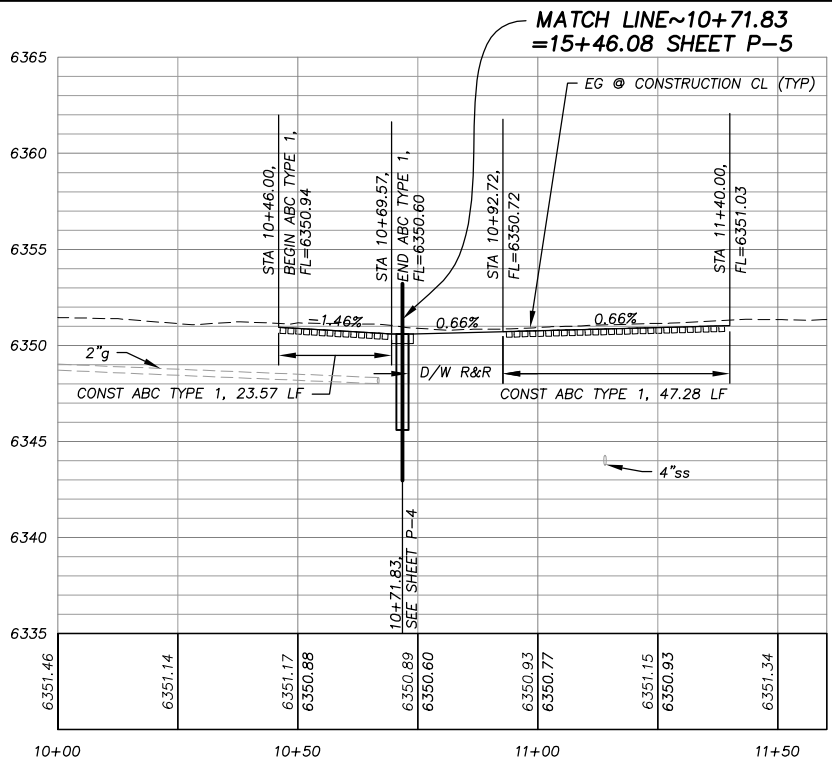 MATCH LINE~10+71.83
=15+46.08 SHEET P-5
EG @ CONSTRUCTION CL (TYP)
6365
6360
6355
6350
6345
6340
6335
STA 10+46.00,
BEGIN ABC TYPE 1,
FL=6350.94
STA 10+69.57,
END ABC TYPE 1,
FL=6350.60
STA 10+92.72,
FL=6350.72
STA 11+40.00,
FL=6351.03
-1.46%
0.66%
0.66%
2"g
D/W R&R
CONST ABC TYPE 1, 23.57 LF
CONST ABC TYPE 1, 47.28 LF
4"ss
10+71.83,
SEE SHEET P-4
6351.46
6351.14
6351.17
6350.88
6350.89
6350.60
6350.93
6350.77
6351.15
6350.93
6351.34
10+00
10+50
11+00
11+50